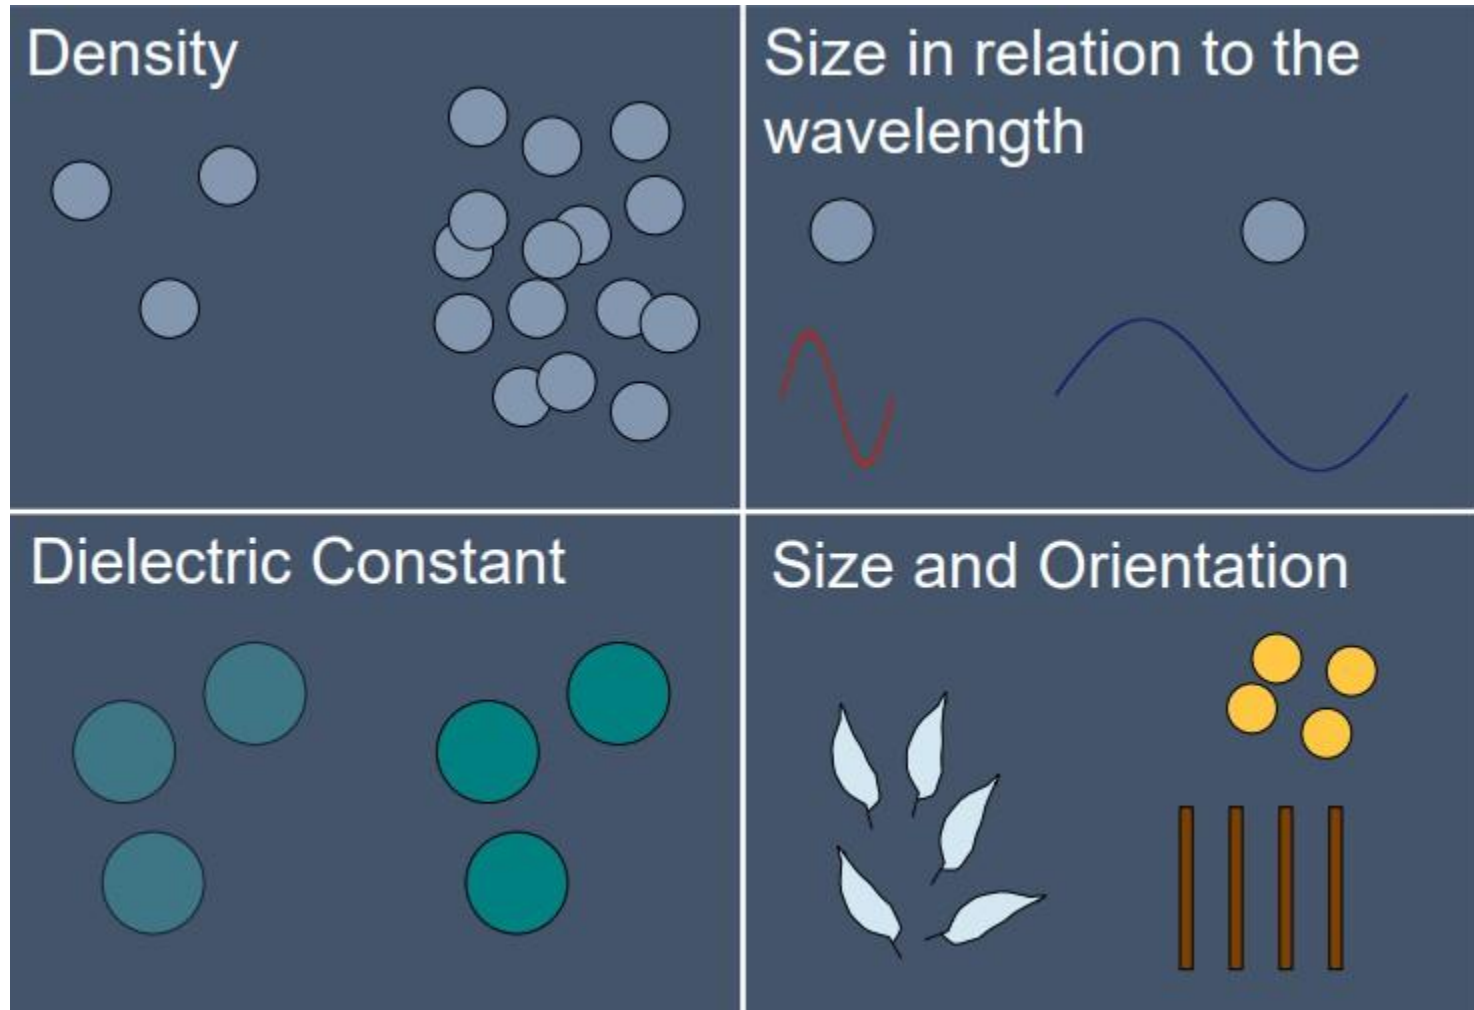 Density
Size in relation to the
wavelength
Dielectric Constant
Size and Orientation